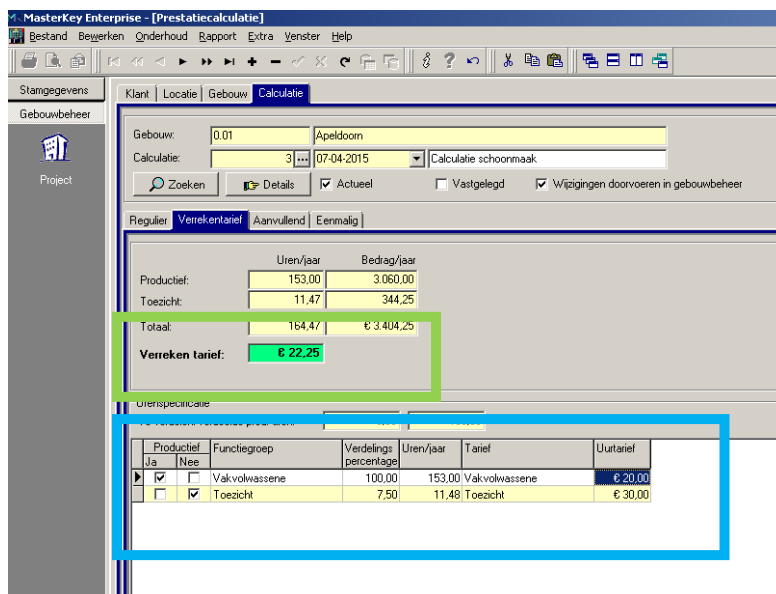 MasterKey Enterprise - [Prestatiecalculatie]
Bestand Bewerken Onderhoud Rapport Extra Venster Help
Stamgegevens
Gebouwbeheer
Project
Klant Locatie Gebouw Calculatie
Gebouw: 0.01 Apeldoorn
Calculatie: 3 ... 07-04-2015 Calculatie schoonmaak
Zoeken Details Actueel Vastgelegd Wijzigingen doorvoeren in gebouwbeheer
Regulier Verrekentarief Aanvullend Eenmalig
Uren/jaar Bedrag/jaar
Productief: 153,00 3.060,00
Toezicht: 11,47 344,25
Totaal: 164,47 € 3.404,25
Verreken tarief: € 22,25
Urenspecificatie
Productief Functiegroep Verdelings percentage Uren/jaar Tarief Uurtarief
Ja Nee
Vakvolwassene 100,00 153,00 Vakvolwassene € 20,00
Toezicht 7,50 11,48 Toezicht € 30,00